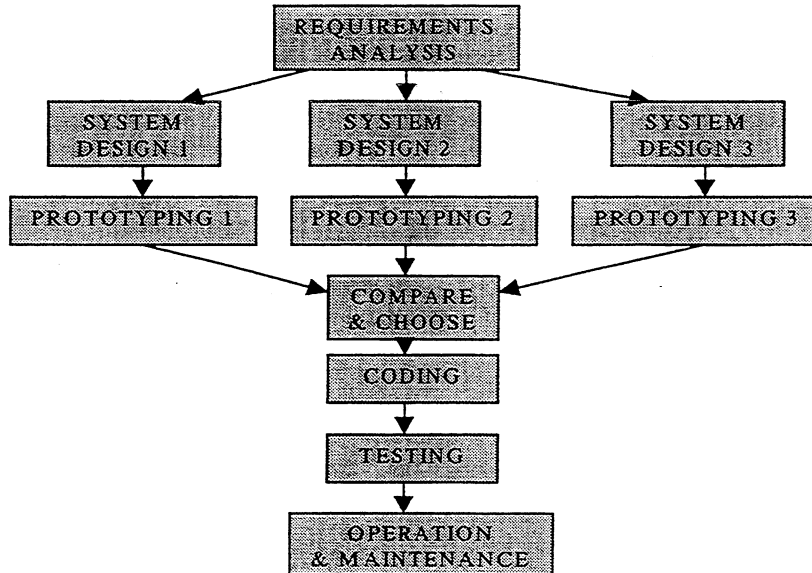 REQUIREMENTS
ANALYSIS
SYSTEM
DESIGN 1
SYSTEM
DESIGN 2
SYSTEM
DESIGN 3
PROTOTYPING 1
PROTOTYPING 2
PROTOTYPING 3
COMPARE
& CHOOSE
CODING
TESTING
OPERATION
& MAINTENANCE